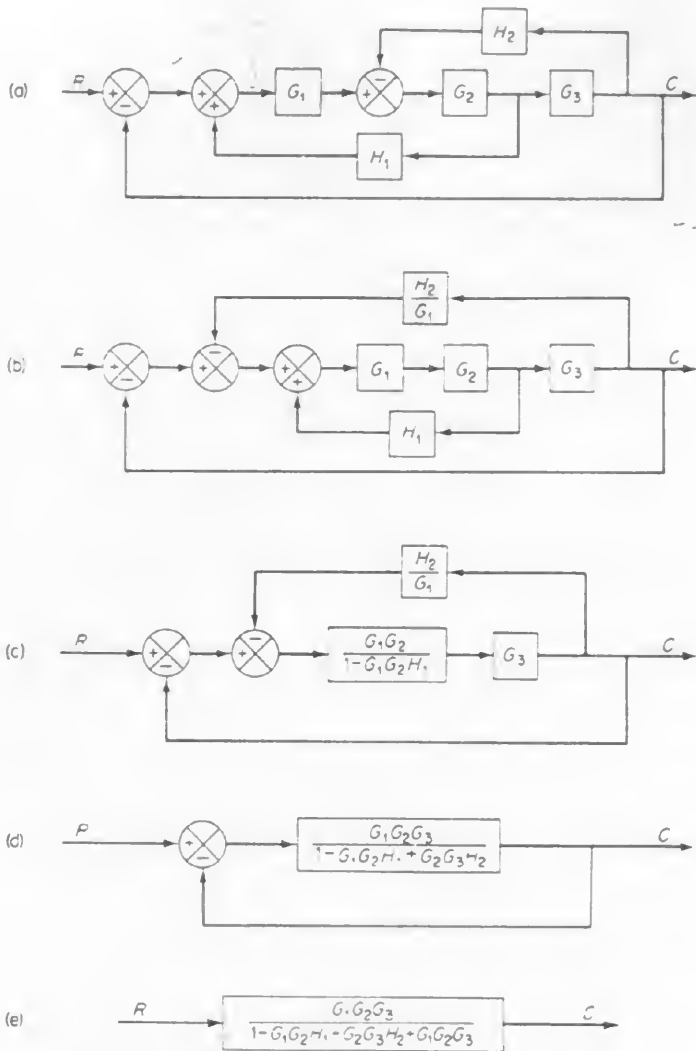 H₂
(a) R + − + + G₁ − + G₂ G₃ C
H₁
H₂
G₁
(b) R + − − + + + G₁ G₂ G₃ C
H₁
H₂
G₁
(c) R + − − + G₁G₂ G₃ C
1−G₁G₂H₁
(d) R + − G₁G₂G₃ C
1−G₁G₂H₁+G₂G₃H₂
(e) R G₁G₂G₃ C
1−G₁G₂H₁+G₂G₃H₂+G₁G₂G₃